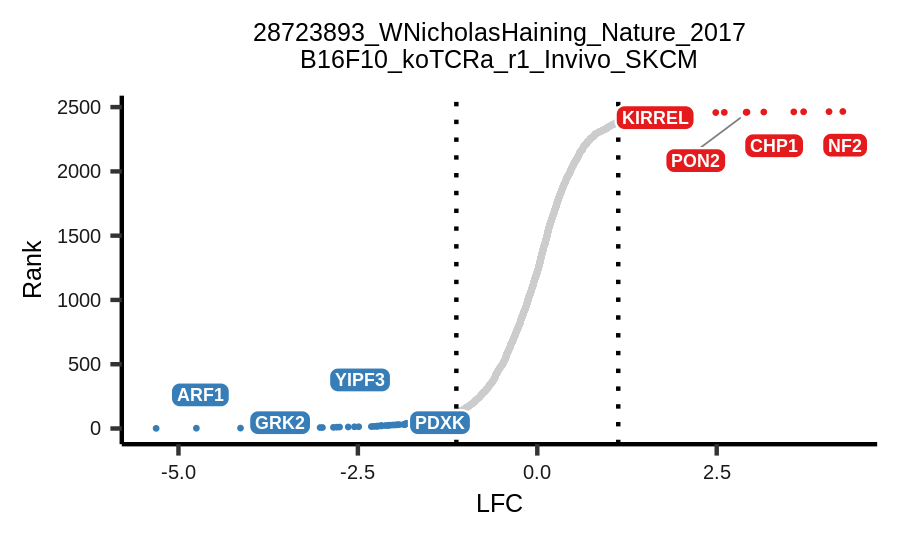 28723893_WNicholasHaining_Nature_2017
B16F10_koTCRa_r1_Invivo_SKCM
2500
2000
1500
1000
500
0
Rank
KIRREL
PON2
CHP1
NF2
ARF1
YIPF3
GRK2
PDXK
-5.0
-2.5
0.0
2.5
LFC